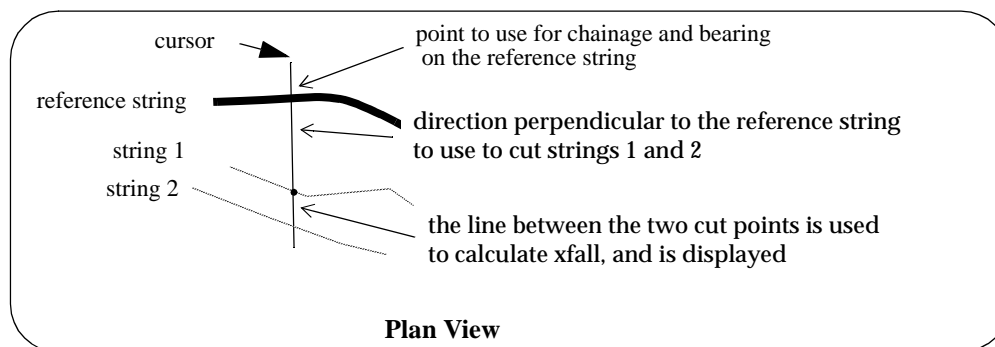 cursor
point to use for chainage and bearing
on the reference string
reference string
direction perpendicular to the reference string
to use to cut strings 1 and 2
string 1
string 2
the line between the two cut points is used
to calculate xfall, and is displayed
Plan View